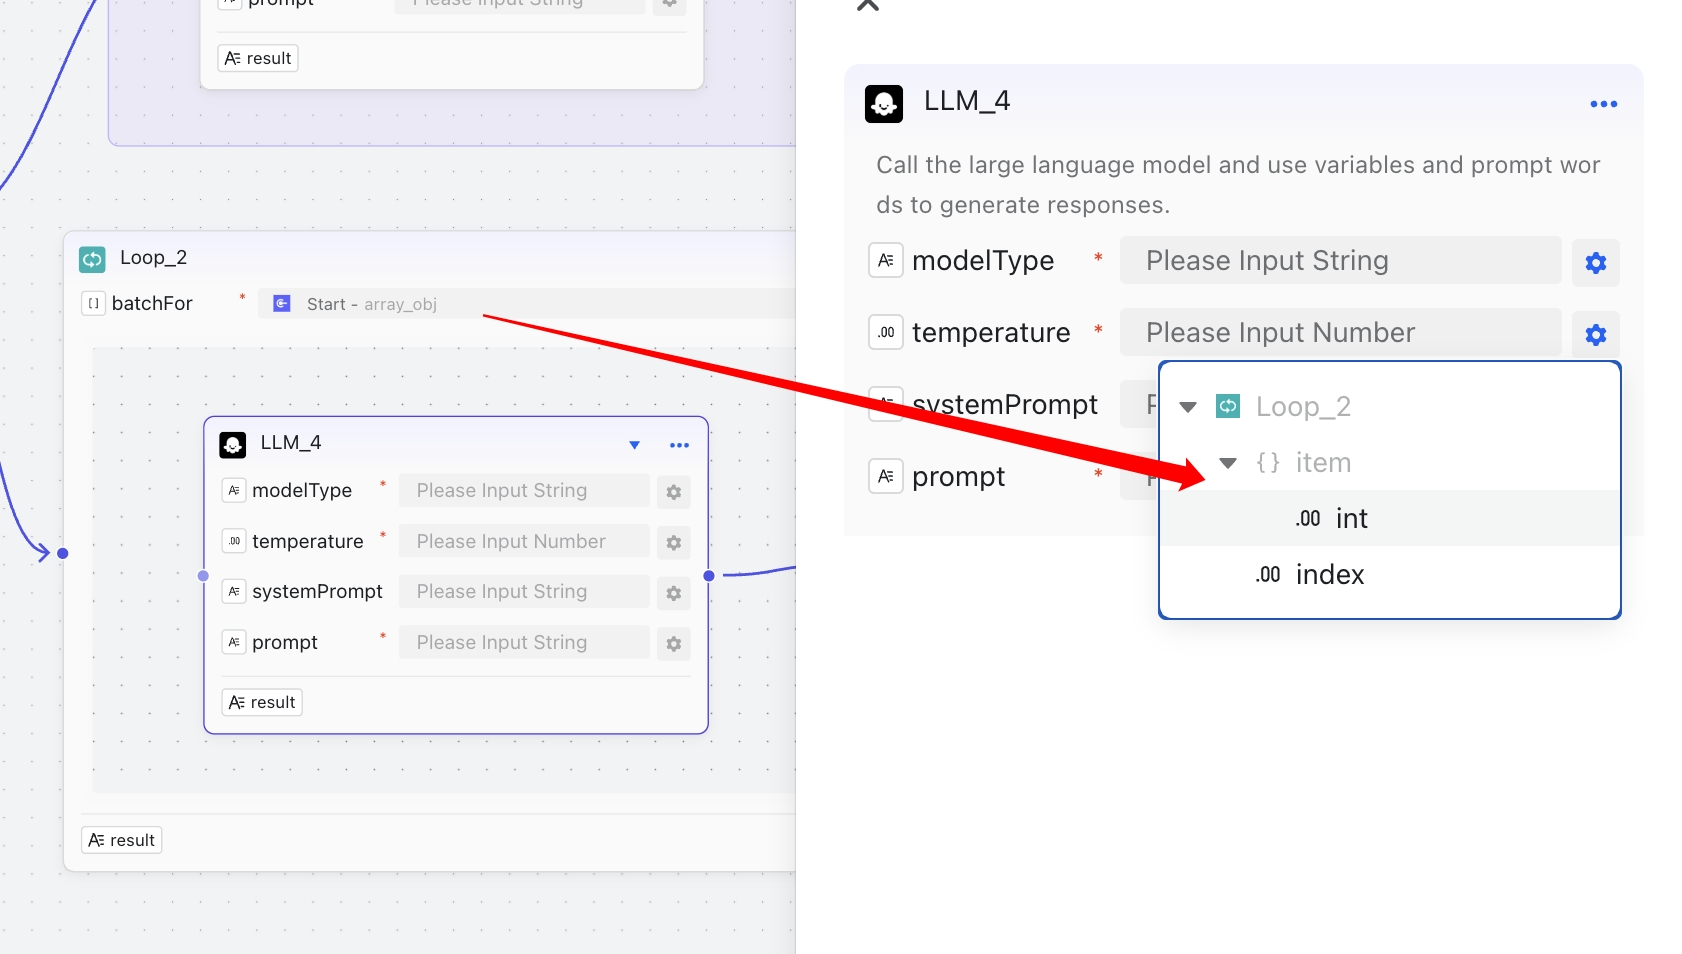 prompt
Please Input String
result
Loop_2
batchFor *
Start - array_obj
LLM_4
modelType * Please Input String
temperature * Please Input Number
systemPrompt Please Input String
prompt * Please Input String
result
result
LLM_4
Call the large language model and use variables and prompt wor
ds to generate responses.
modelType * Please Input String
.00 temperature * Please Input Number
systemPrompt
prompt *
Loop_2
{ } item
.00 int
.00 index